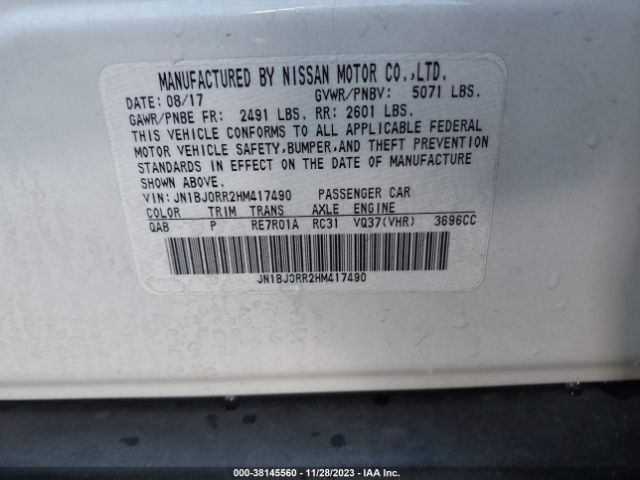 MANUFACTURED BY NISSAN MOTOR CO.,LTD.
DATE: 08/17 GVWR/PNBV: 5071 LBS.
GAWR/PNBE FR: 2491 LBS. RR: 2601 LBS.
THIS VEHICLE CONFORMS TO ALL APPLICABLE FEDERAL
MOTOR VEHICLE SAFETY,BUMPER,AND THEFT PREVENTION
STANDARDS IN EFFECT ON THE DATE OF MANUFACTURE
SHOWN ABOVE.
VIN: JN1BJ0RR2HM417490 PASSENGER CAR
COLOR TRIM TRANS AXLE ENGINE
QAB P RE7R01A RC31 VQ37(VHR) 3696CC
JN1BJ0RR2HM417490
000-38145560 - 11/28/2023 - IAA Inc.